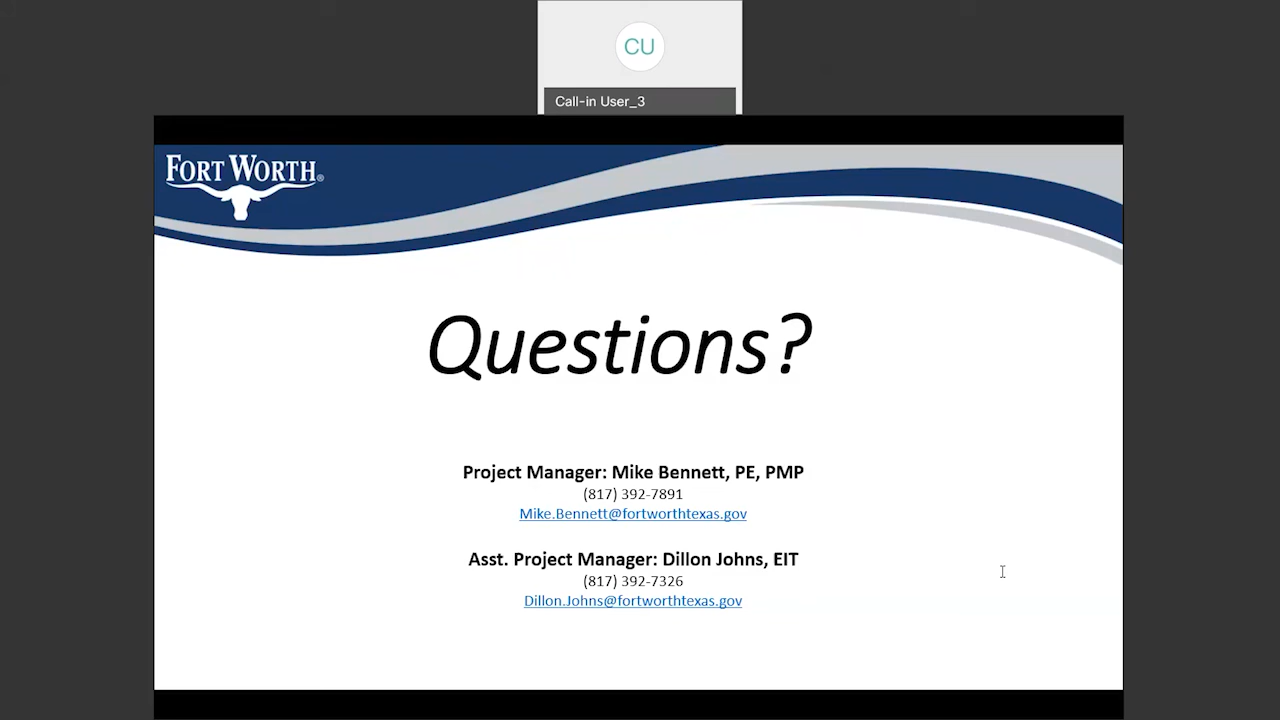 CU
Call-in User_3
FORT WORTH®
Questions?
Project Manager: Mike Bennett, PE, PMP
(817) 392-7891
Mike.Bennett@fortworthtexas.gov
Asst. Project Manager: Dillon Johns, EIT
(817) 392-7326
Dillon.Johns@fortworthtexas.gov